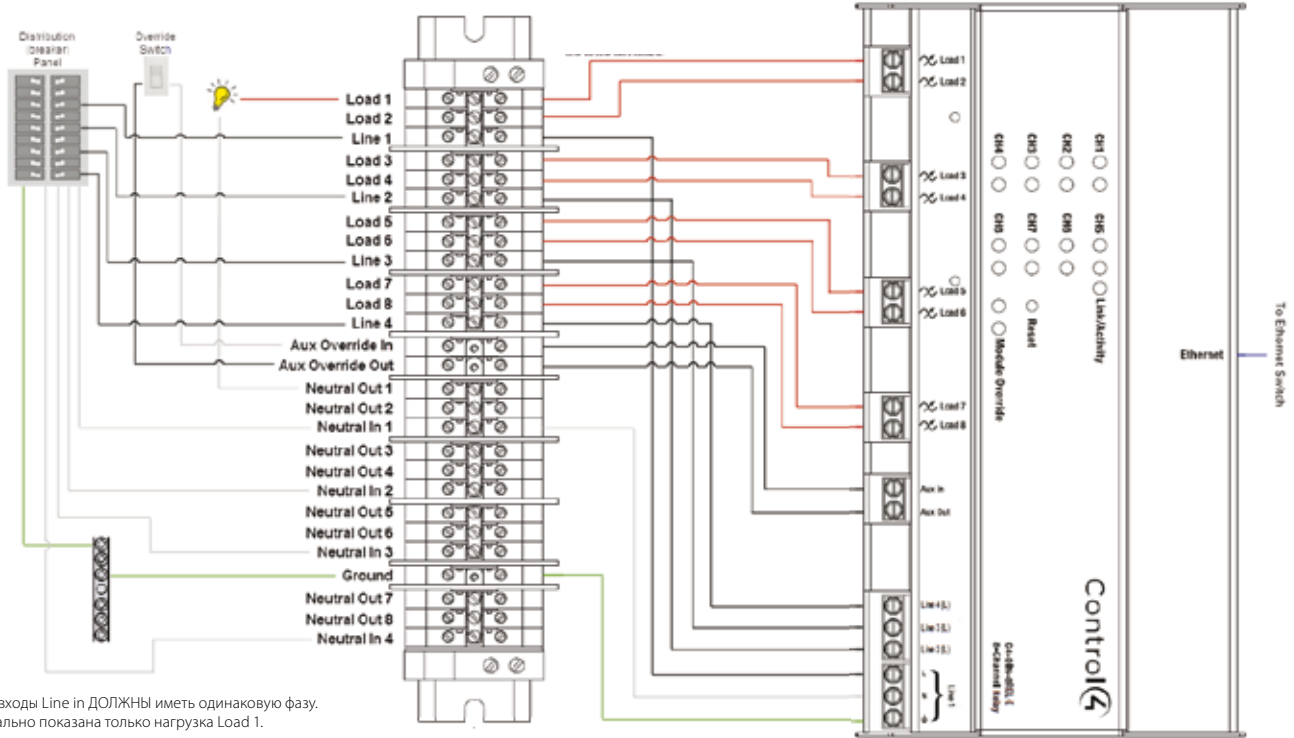 Distribution
(breaker)
Panel
Override
Switch
Load 1
Load 2
Line 1
Load 3
Load 4
Line 2
Load 5
Load 6
Line 3
Load 7
Load 8
Line 4
Aux Override In
Aux Override Out
Neutral Out 1
Neutral Out 2
Neutral In 1
Neutral Out 3
Neutral Out 4
Neutral In 2
Neutral Out 5
Neutral Out 6
Neutral In 3
Ground
Neutral Out 7
Neutral Out 8
Neutral In 4
входы Line in ДОЛЖНЫ иметь одинаковую фазу.
показана только нагрузка Load 1.
Load 1
Load 2
Load 3
Load 4
Load 5
Load 6
Load 7
Load 8
Aux In
Aux Out
Line 4 (L)
Line 3 (L)
Line 2 (L)
L
N
Line 1
CH1
CH2
CH3
CH4
CH5
CH6
CH7
CH8
Link/Activity
Reset
Module Override
Ethernet
To Ethernet Switch
Control4
8-Channel Relay